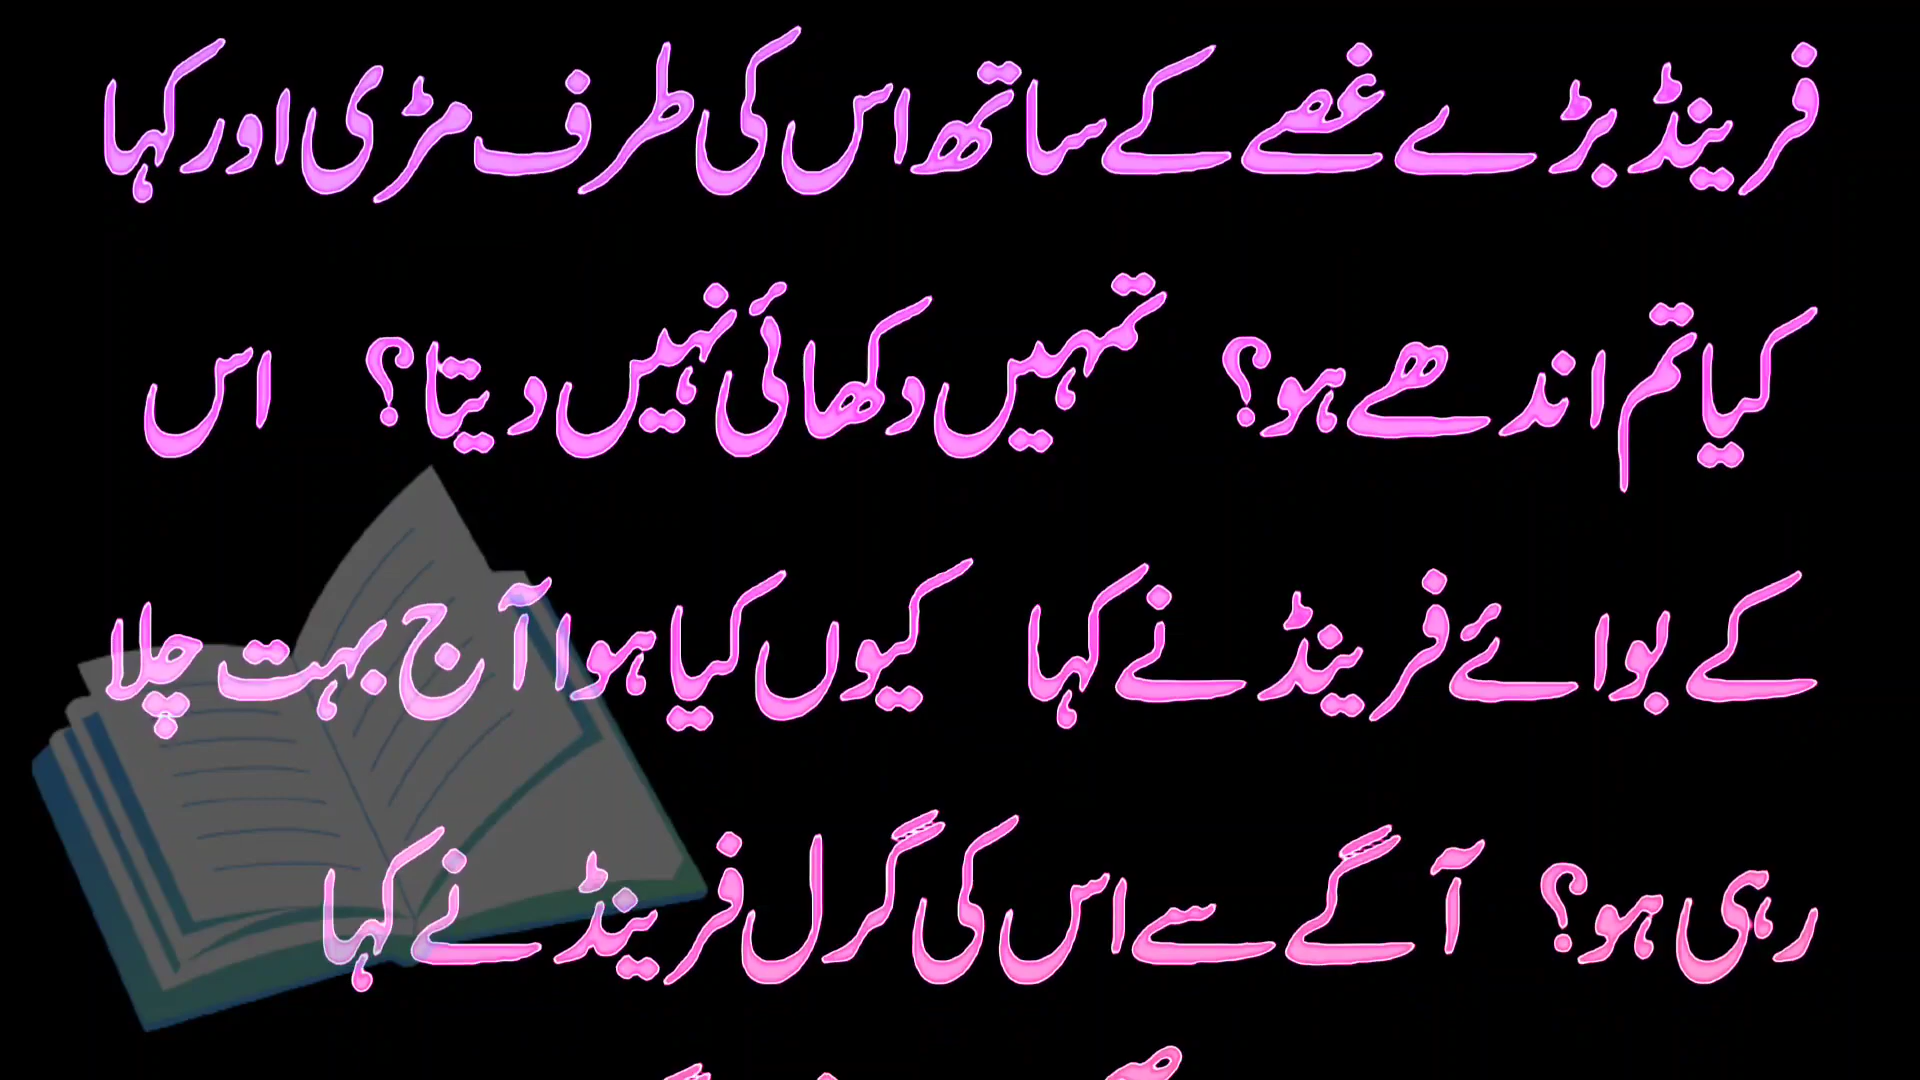 فرینڈ بڑے غصے کے ساتھ اس کی طرف مڑی اور کہا
کیا تم اندھے ہو؟ تمہیں دکھائی نہیں دیتا؟ اس
کے بوائے فرینڈ نے کہا کیوں کیا ہوا آج بہت چلا
رہی ہو؟ آگے سے اس کی گرل فرینڈ نے کہا